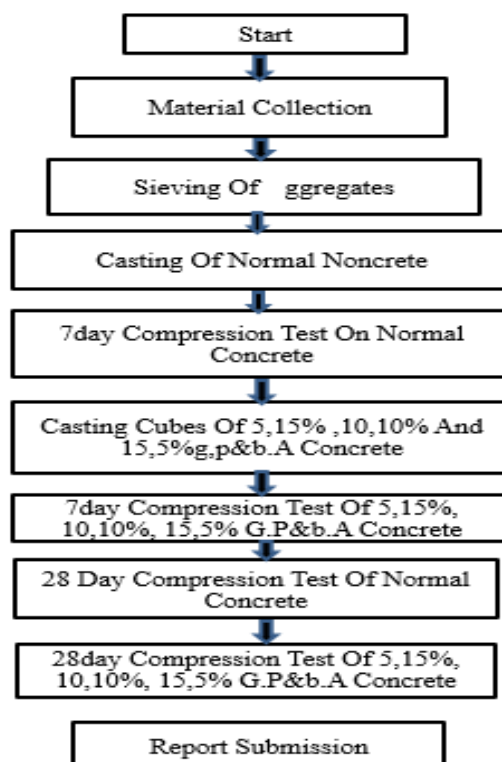 Start
Material Collection
Sieving Of ggregates
Casting Of Normal Noncrete
7day Compression Test On Normal
Concrete
Casting Cubes Of 5,15% ,10,10% And
15,5%g,p&b.A Concrete
7day Compression Test Of 5,15%,
10,10%, 15,5% G.P&b.A Concrete
28 Day Compression Test Of Normal
Concrete
28day Compression Test Of 5,15%,
10,10%, 15,5% G.P&b.A Concrete
Report Submission